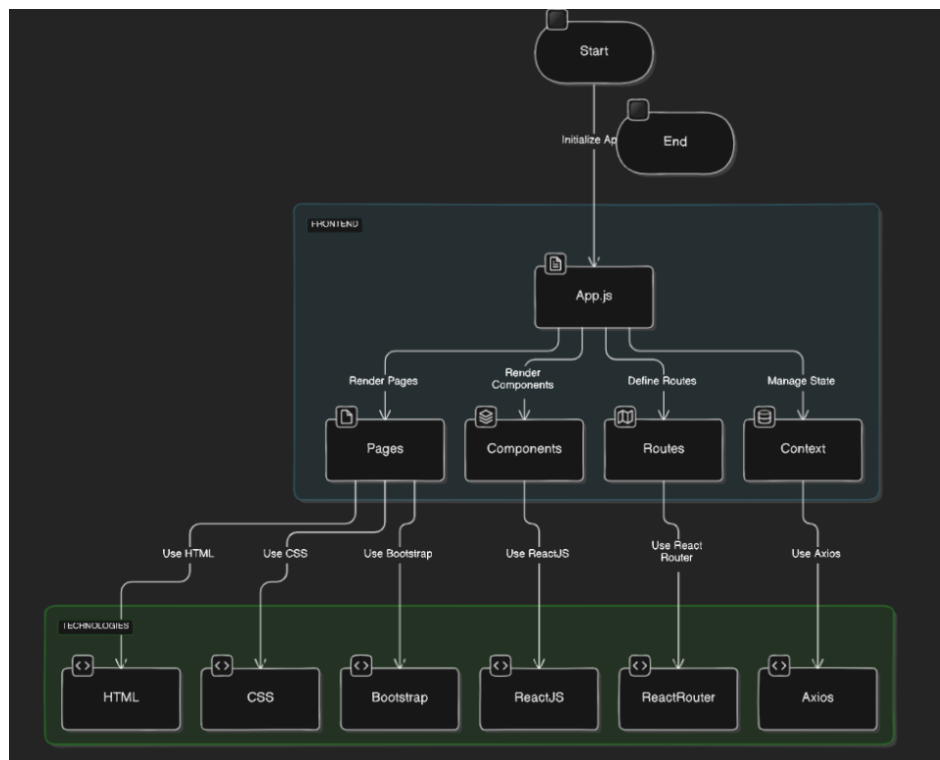 Start
Initialize Ap
End
FRONTEND
App.js
Render Pages
Render
Components
Define Routes
Manage State
Pages
Components
Routes
Context
Use HTML
Use CSS
Use Bootstrap
Use ReactJS
Use React
Router
Use Axios
TECHNOLOGIES
HTML
CSS
Bootstrap
ReactJS
ReactRouter
Axios